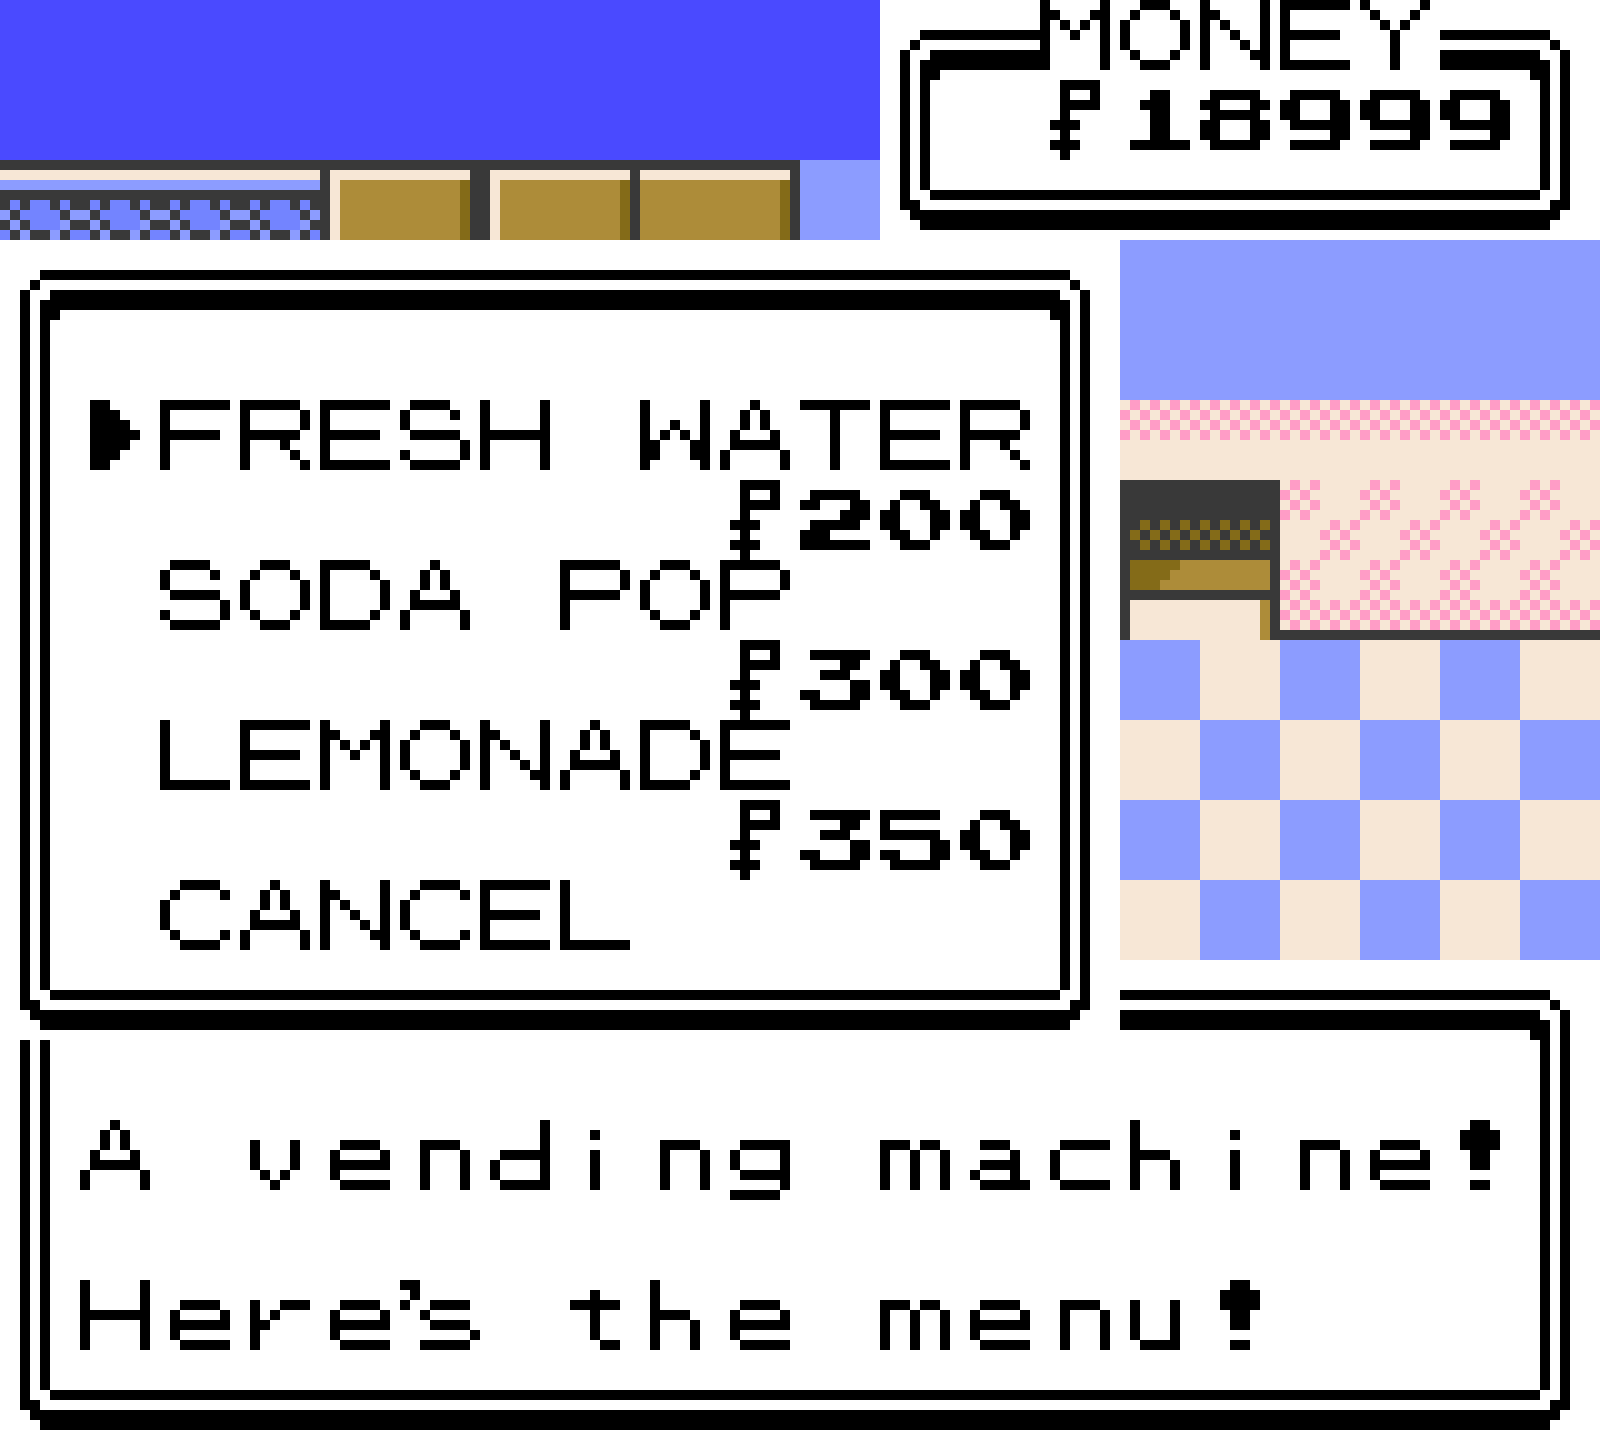 MONEY
₽18999
▶FRESH WATER
₽200
SODA POP
₽300
LEMONADE
₽350
CANCEL
A vending machine!
Here's the menu!